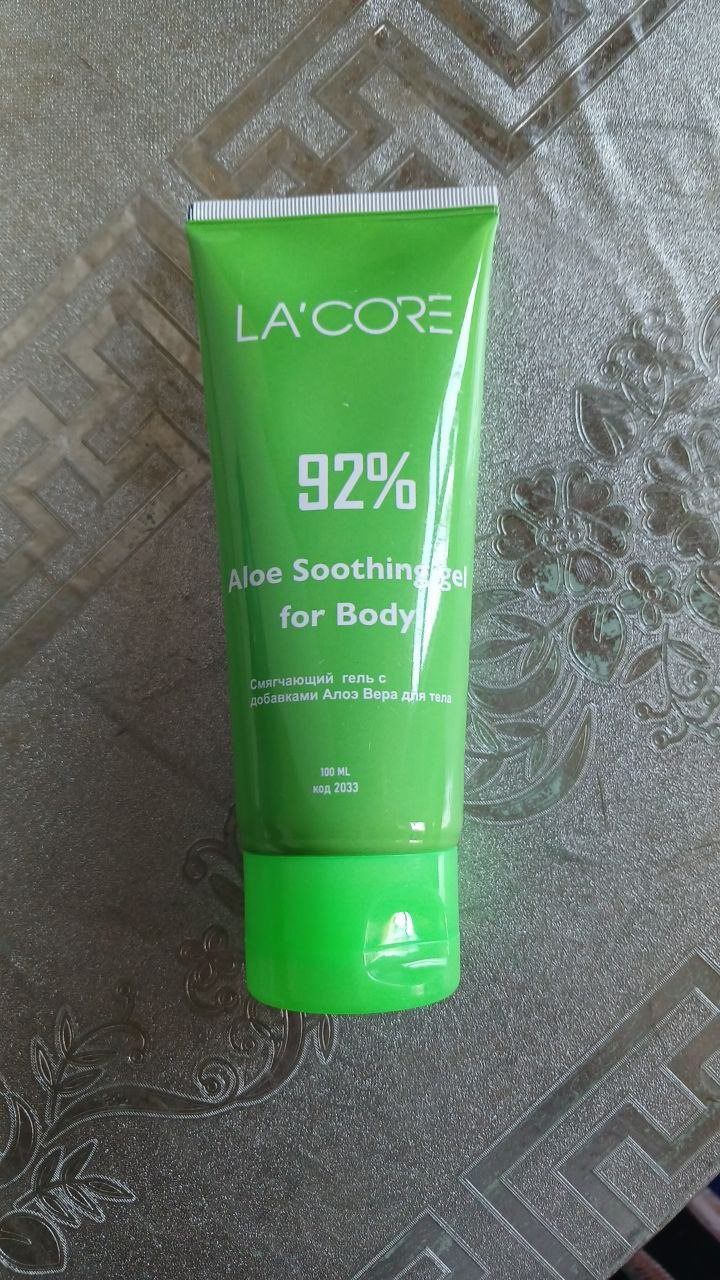 LA'CORE
92%
Aloe Soothing gel
for Body
Смягчающий гель с
добавками Алоэ Вера для тела
100 ML
код 2033